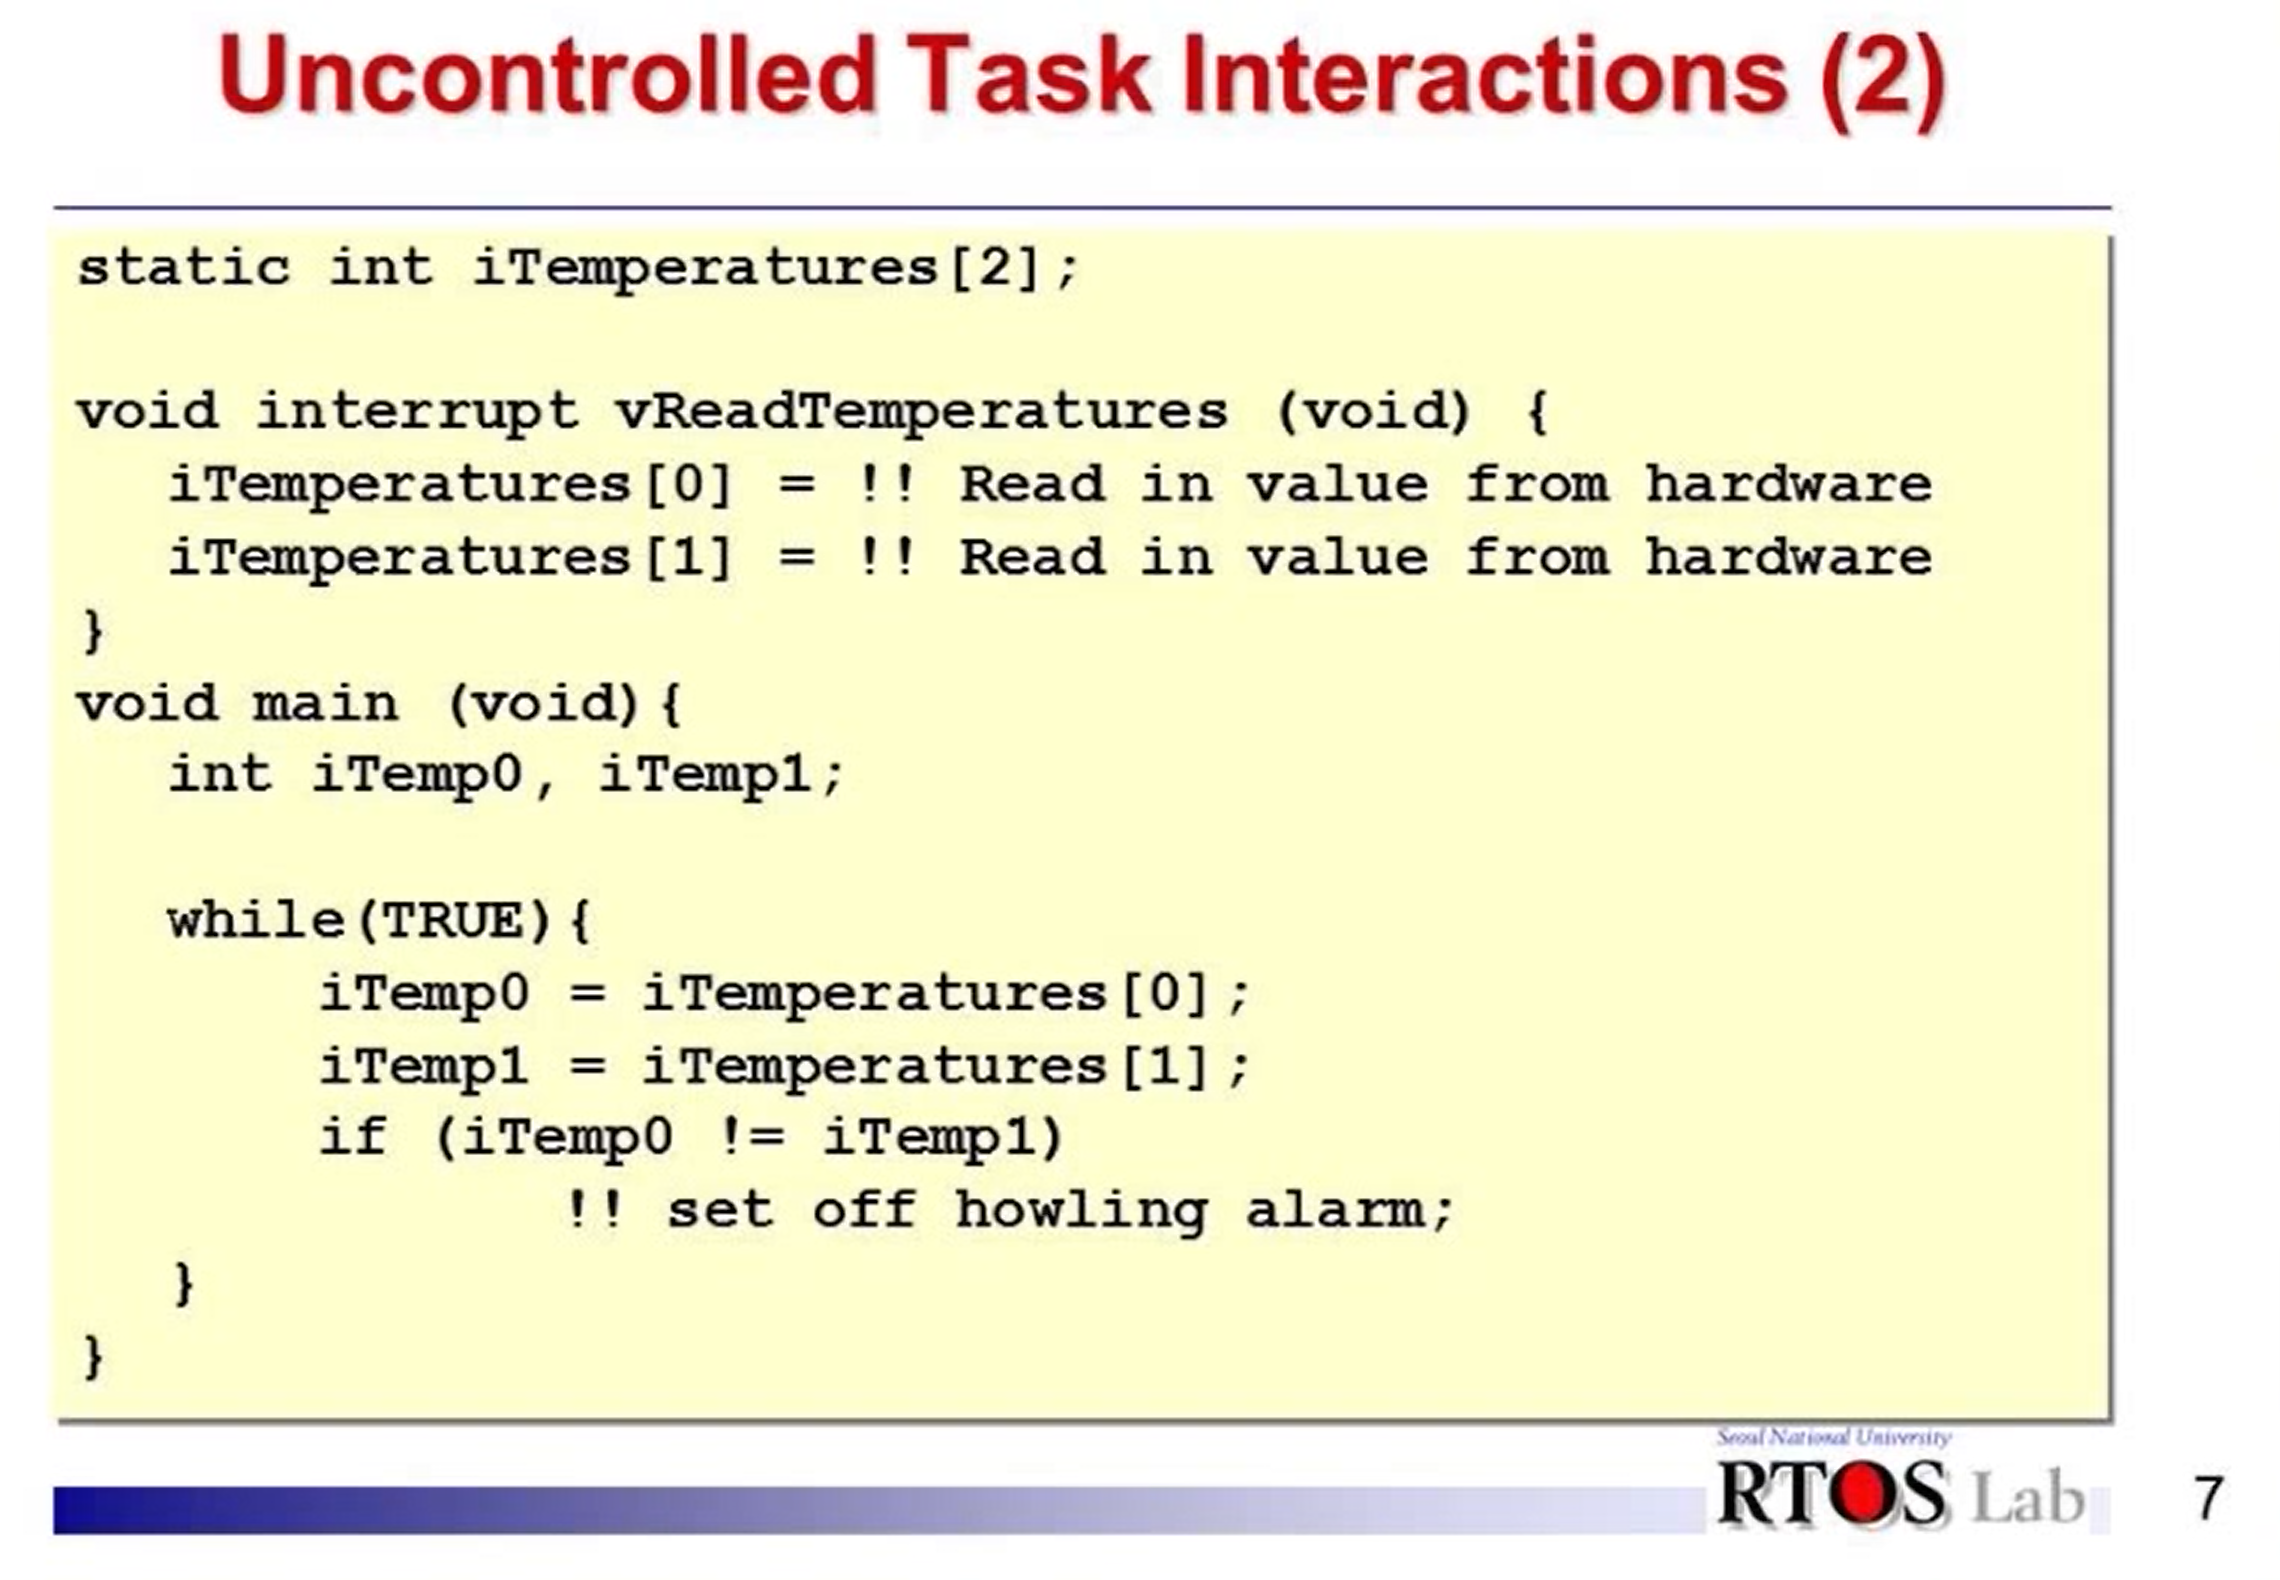 Uncontrolled Task Interactions (2)
static int iTemperatures[2];
void interrupt vReadTemperatures (void) {
iTemperatures[0] = !! Read in value from hardware
iTemperatures[1] = !! Read in value from hardware
}
void main (void){
int iTemp0, iTemp1;
while(TRUE){
iTemp0 = iTemperatures[0];
iTemp1 = iTemperatures[1];
if (iTemp0 != iTemp1)
!! set off howling alarm;
}
}
Seoul National University
RTOS Lab
7